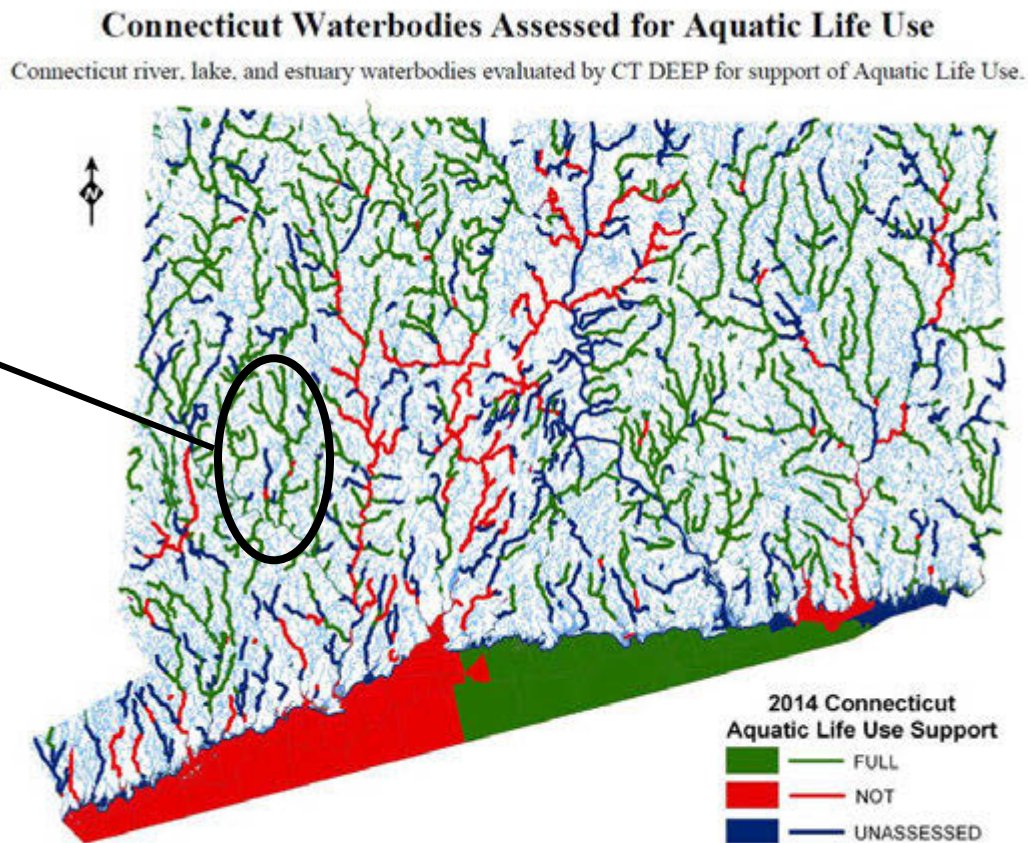 Connecticut Waterbodies Assessed for Aquatic Life Use
Connecticut river, lake, and estuary waterbodies evaluated by CT DEEP for support of Aquatic Life Use.
N
2014 Connecticut
Aquatic Life Use Support
FULL
NOT
UNASSESSED